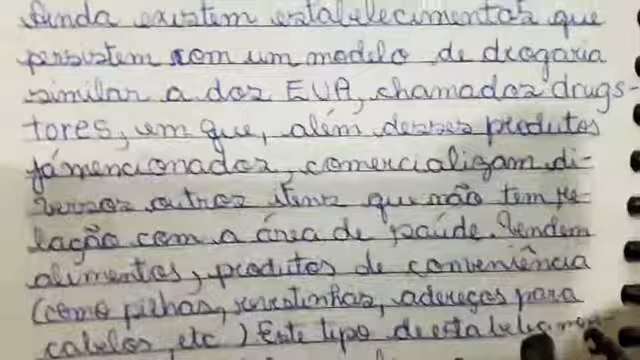 Ainda existem estabelecimentos que
persistem com um modelo de drogaria
similar a dos EUA, chamados drugs-
tores, em que, além desses produtos
já mencionados, comercializam di-
versos outros itens que não tem re-
lação com a área de saúde. Vendem
alimentos, produtos de conveniência
(como pilhas, revistinhas, adereços para
cabelos, etc.) Este tipo de estabelecimen-